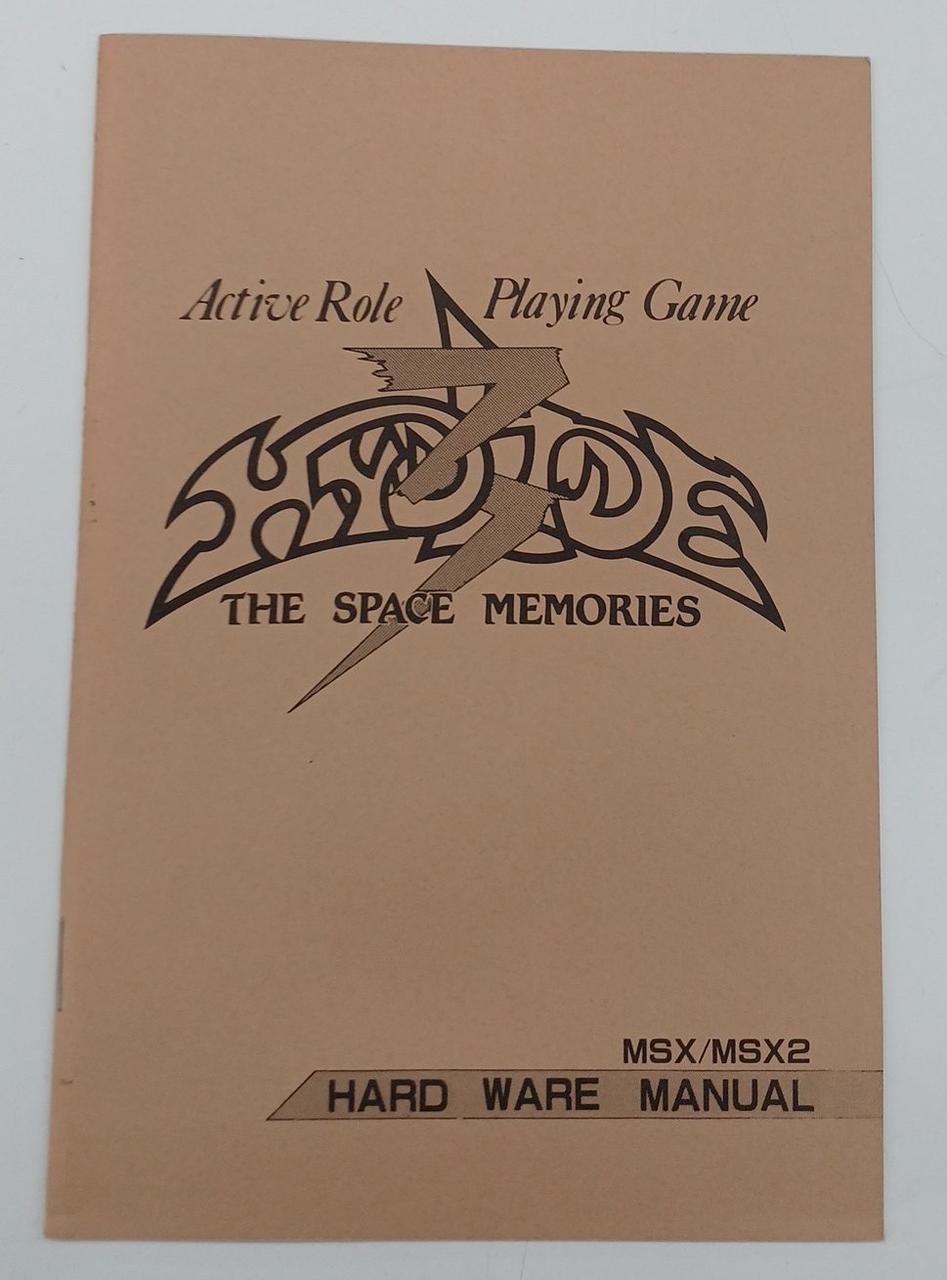 Active Role Playing Game
HYDLIDE 3
THE SPACE MEMORIES
MSX/MSX2
HARD WARE MANUAL